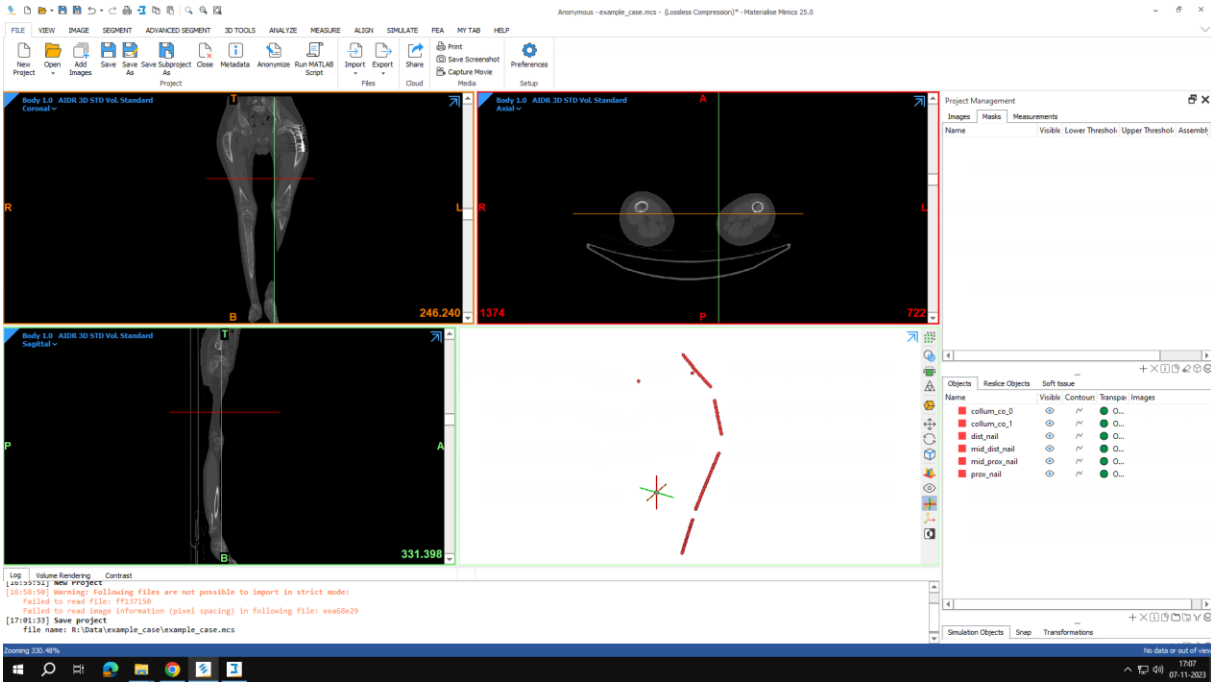 Anonymous - example_case.mcs - (Lossless Compression)* - Materialise Mimics 25.0
FILE VIEW IMAGE SEGMENT ADVANCED SEGMENT 3D TOOLS ANALYZE MEASURE ALIGN SIMULATE FEA MY TAB HELP
New Project Open Add Images Save Save As Save Subproject As Close Metadata Anonymize Run MATLAB Script Import Export Share Print Save Screenshot Capture Movie Preferences
Project Files Cloud Media Setup
Body 1.0 AIDR 3D STD Vol. Standard
Coronal
T
R
L
B
246.240
Body 1.0 AIDR 3D STD Vol. Standard
Axial
A
R
L
1374
P
722
Body 1.0 AIDR 3D STD Vol. Standard
Sagittal
T
P
A
B
331.398
Project Management
Images Masks Measurements
Name Visible Lower Threshol Upper Threshol Assembl
Objects Reslice Objects Soft tissue
Name Visible Contour Transpar Images
collum_co_0 O...
collum_co_1 O...
dist_nail O...
mid_dist_nail O...
mid_prox_nail O...
prox_nail O...
Simulation Objects Snap Transformations
Log Volume Rendering Contrast
[16:55:51] New Project
[16:58:50] Warning: Following files are not possible to import in strict mode:
Failed to read file: ff137150
Failed to read image information (pixel spacing) in following file: eea68e29
[17:01:33] Save project
file name: R:\Data\example_case\example_case.mcs
Zooming 330.48% No data or out of view
17:07
07-11-2023